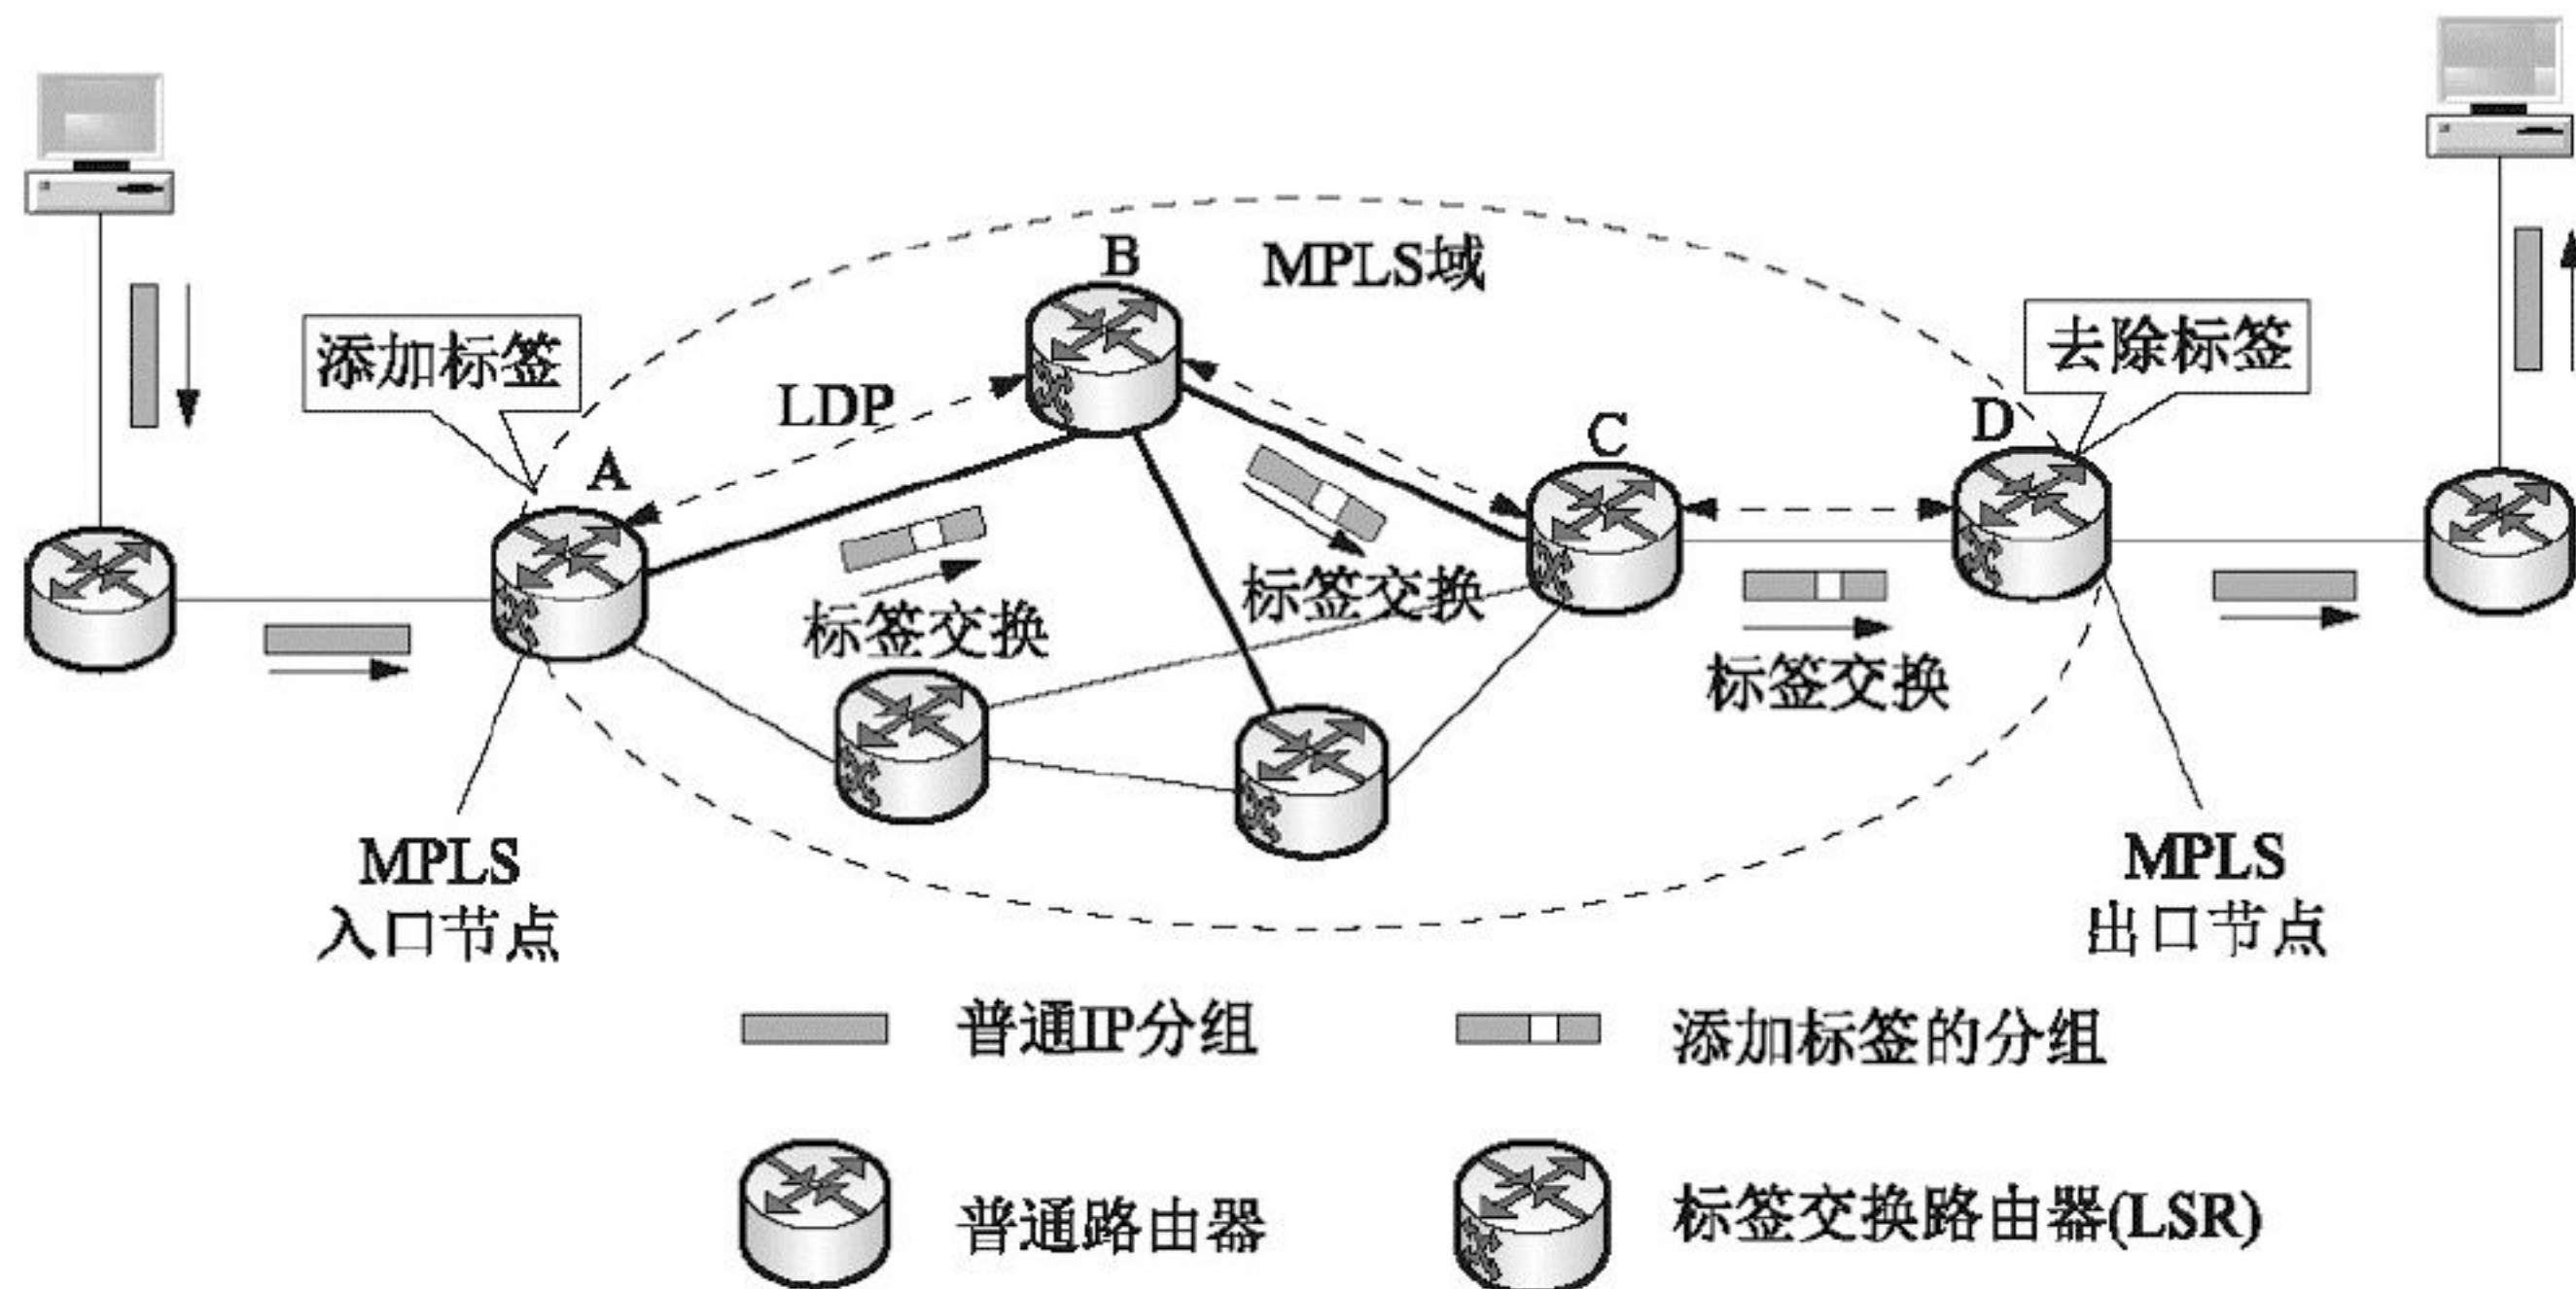 B
MPLS域
添加标签
去除标签
LDP
A
C
D
标签交换
标签交换
标签交换
MPLS
入口节点
MPLS
出口节点
普通IP分组
添加标签的分组
普通路由器
标签交换路由器(LSR)